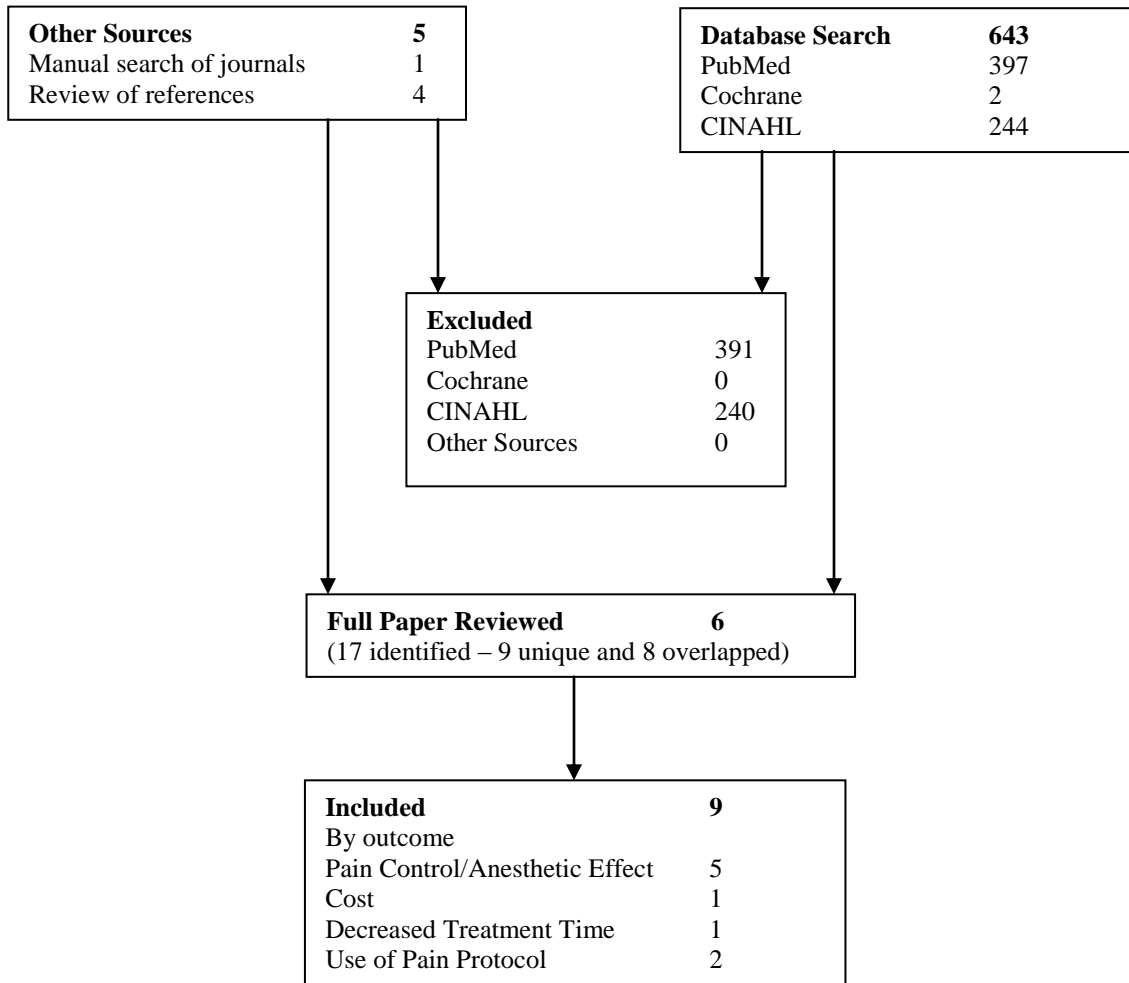 Other Sources 5
Manual search of journals 1
Review of references 4
Database Search 643
PubMed 397
Cochrane 2
CINAHL 244
Excluded
PubMed 391
Cochrane 0
CINAHL 240
Other Sources 0
Full Paper Reviewed 6
(17 identified – 9 unique and 8 overlapped)
Included 9
By outcome
Pain Control/Anesthetic Effect 5
Cost 1
Decreased Treatment Time 1
Use of Pain Protocol 2